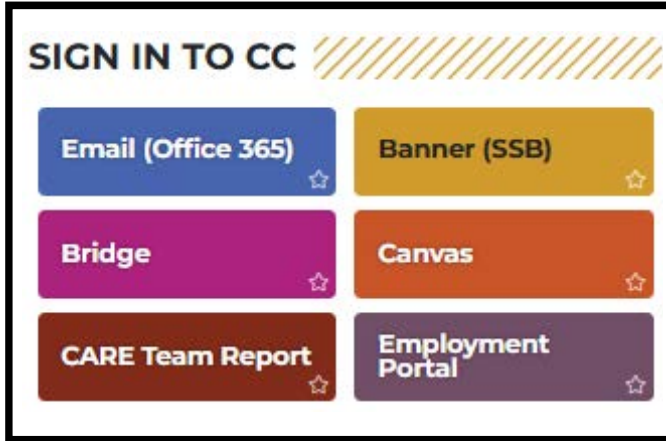 SIGN IN TO CC
Email (Office 365)
Banner (SSB)
Bridge
Canvas
CARE Team Report
Employment
Portal